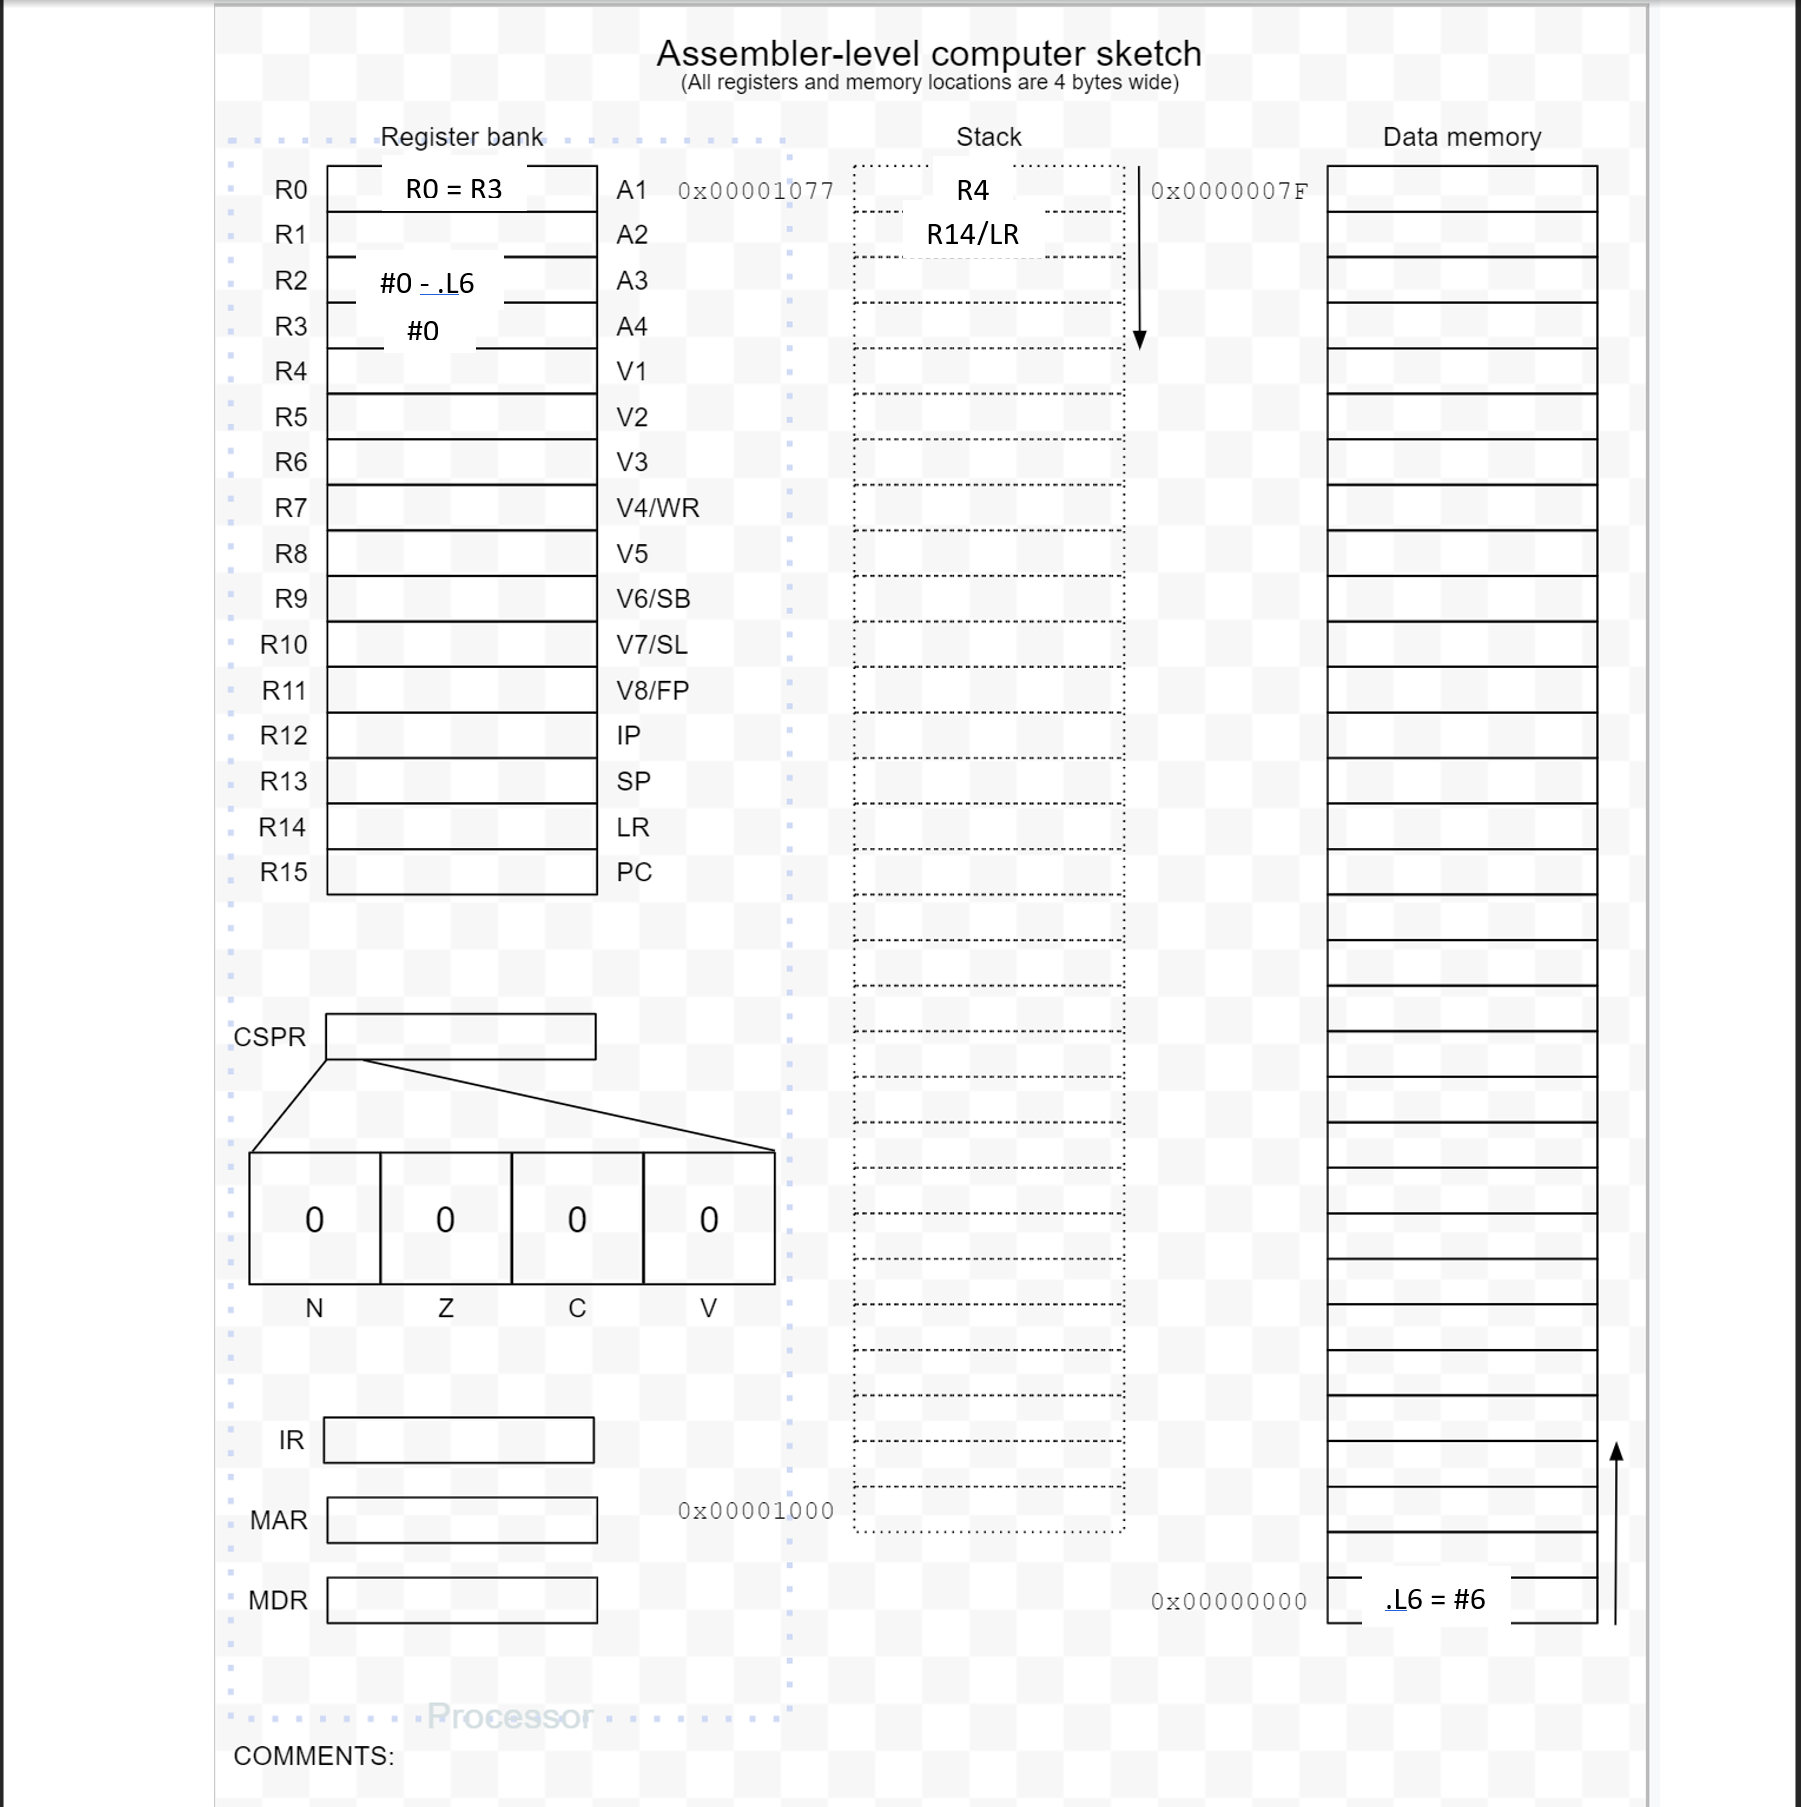 Assembler-level computer sketch
(All registers and memory locations are 4 bytes wide)
Register bank
Stack
Data memory
R0 R0 = R3 A1 0x00001077 R4 0x0000007F
R1 A2 R14/LR
R2 #0 - .L6 A3
R3 #0 A4
R4 V1
R5 V2
R6 V3
R7 V4/WR
R8 V5
R9 V6/SB
R10 V7/SL
R11 V8/FP
R12 IP
R13 SP
R14 LR
R15 PC
CSPR
0 0 0 0
N Z C V
IR
MAR 0x00001000
MDR 0x00000000 .L6 = #6
Processor
COMMENTS: